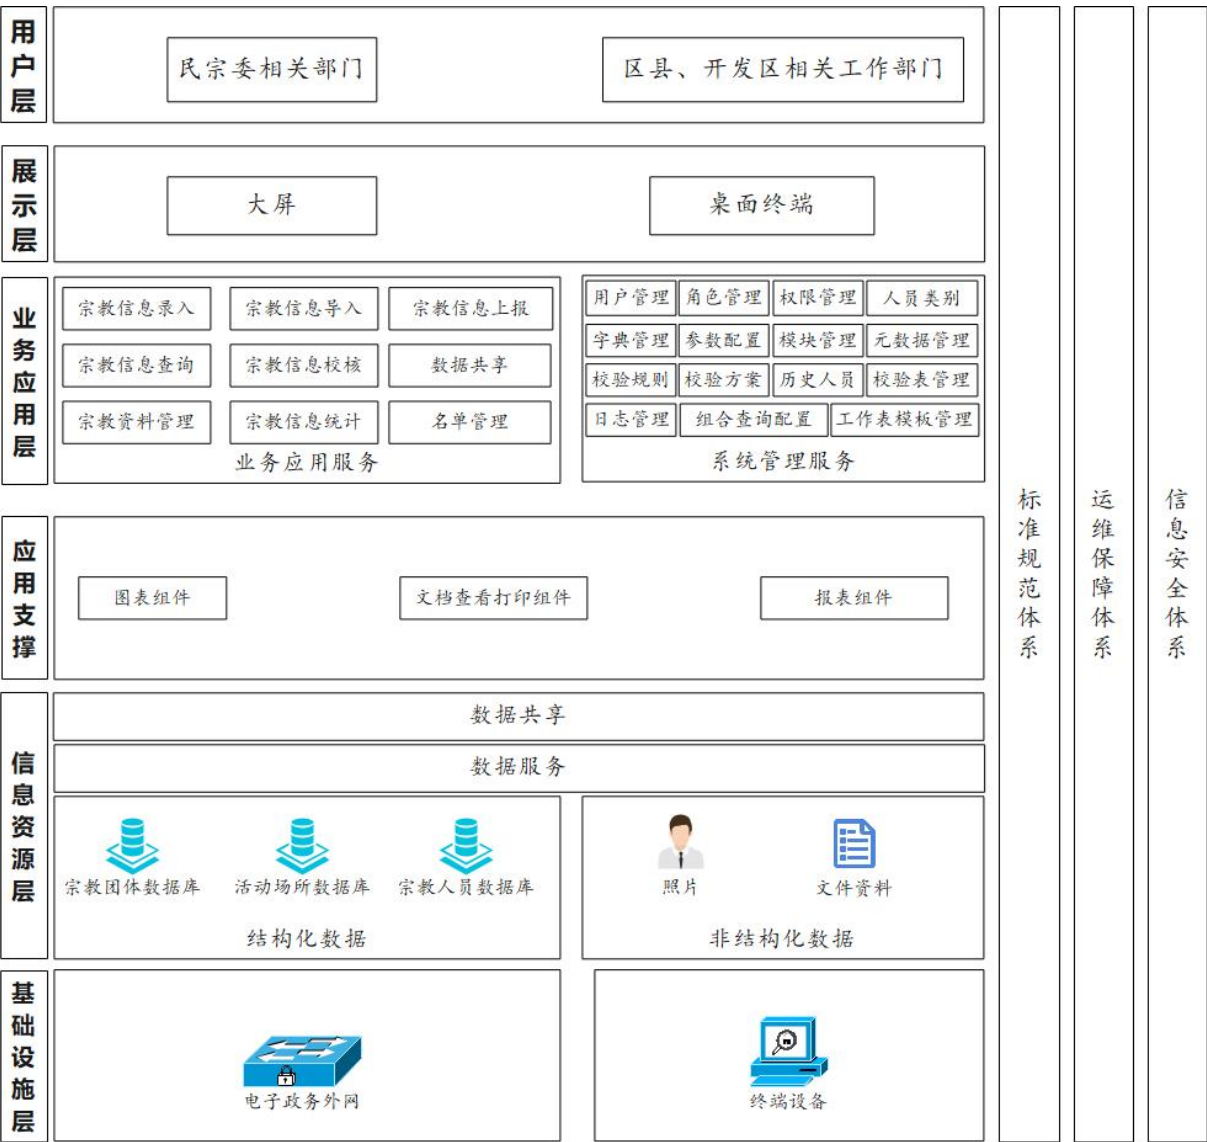 用户层
民宗委相关部门
区县、开发区相关工作部门
展示层
大屏
桌面终端
业务应用层
宗教信息录入
宗教信息导入
宗教信息上报
宗教信息查询
宗教信息校核
数据共享
宗教资料管理
宗教信息统计
名单管理
业务应用服务
用户管理
角色管理
权限管理
人员类别
字典管理
参数配置
模块管理
元数据管理
校验规则
校验方案
历史人员
校验表管理
日志管理
组合查询配置
工作表模板管理
系统管理服务
应用支撑
图表组件
文档查看打印组件
报表组件
信息资源层
数据共享
数据服务
宗教团体数据库
活动场所数据库
宗教人员数据库
结构化数据
照片
文件资料
非结构化数据
基础设施层
电子政务外网
终端设备
标准规范体系
运维保障体系
信息安全体系